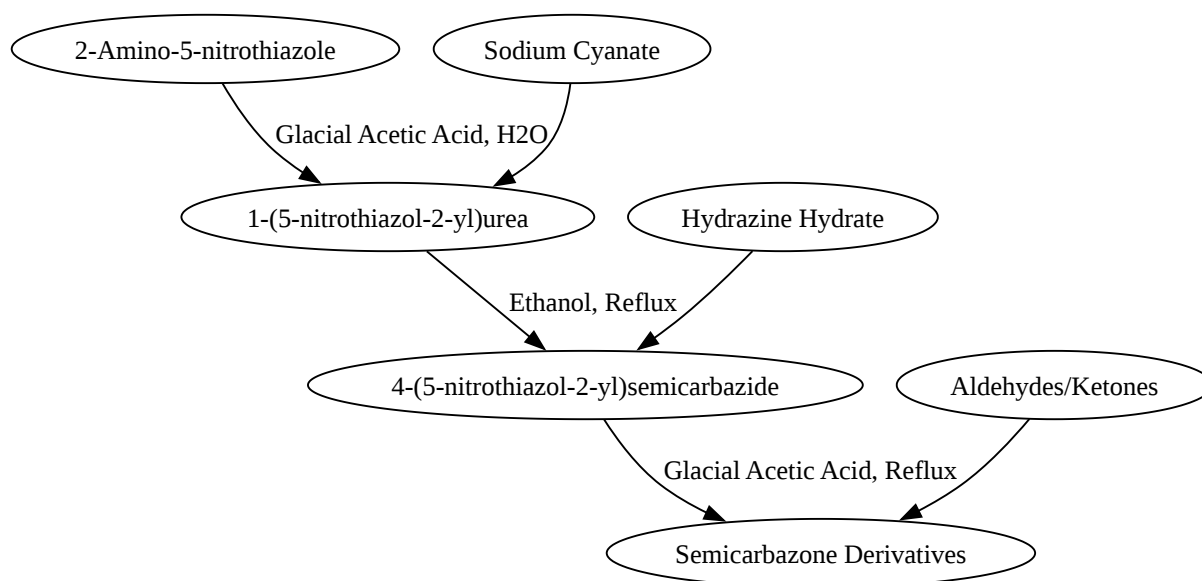 2-Amino-5-nitrothiazole
Sodium Cyanate
Glacial Acetic Acid, H2O
1-(5-nitrothiazol-2-yl)urea
Hydrazine Hydrate
Ethanol, Reflux
4-(5-nitrothiazol-2-yl)semicarbazide
Aldehydes/Ketones
Glacial Acetic Acid, Reflux
Semicarbazone Derivatives